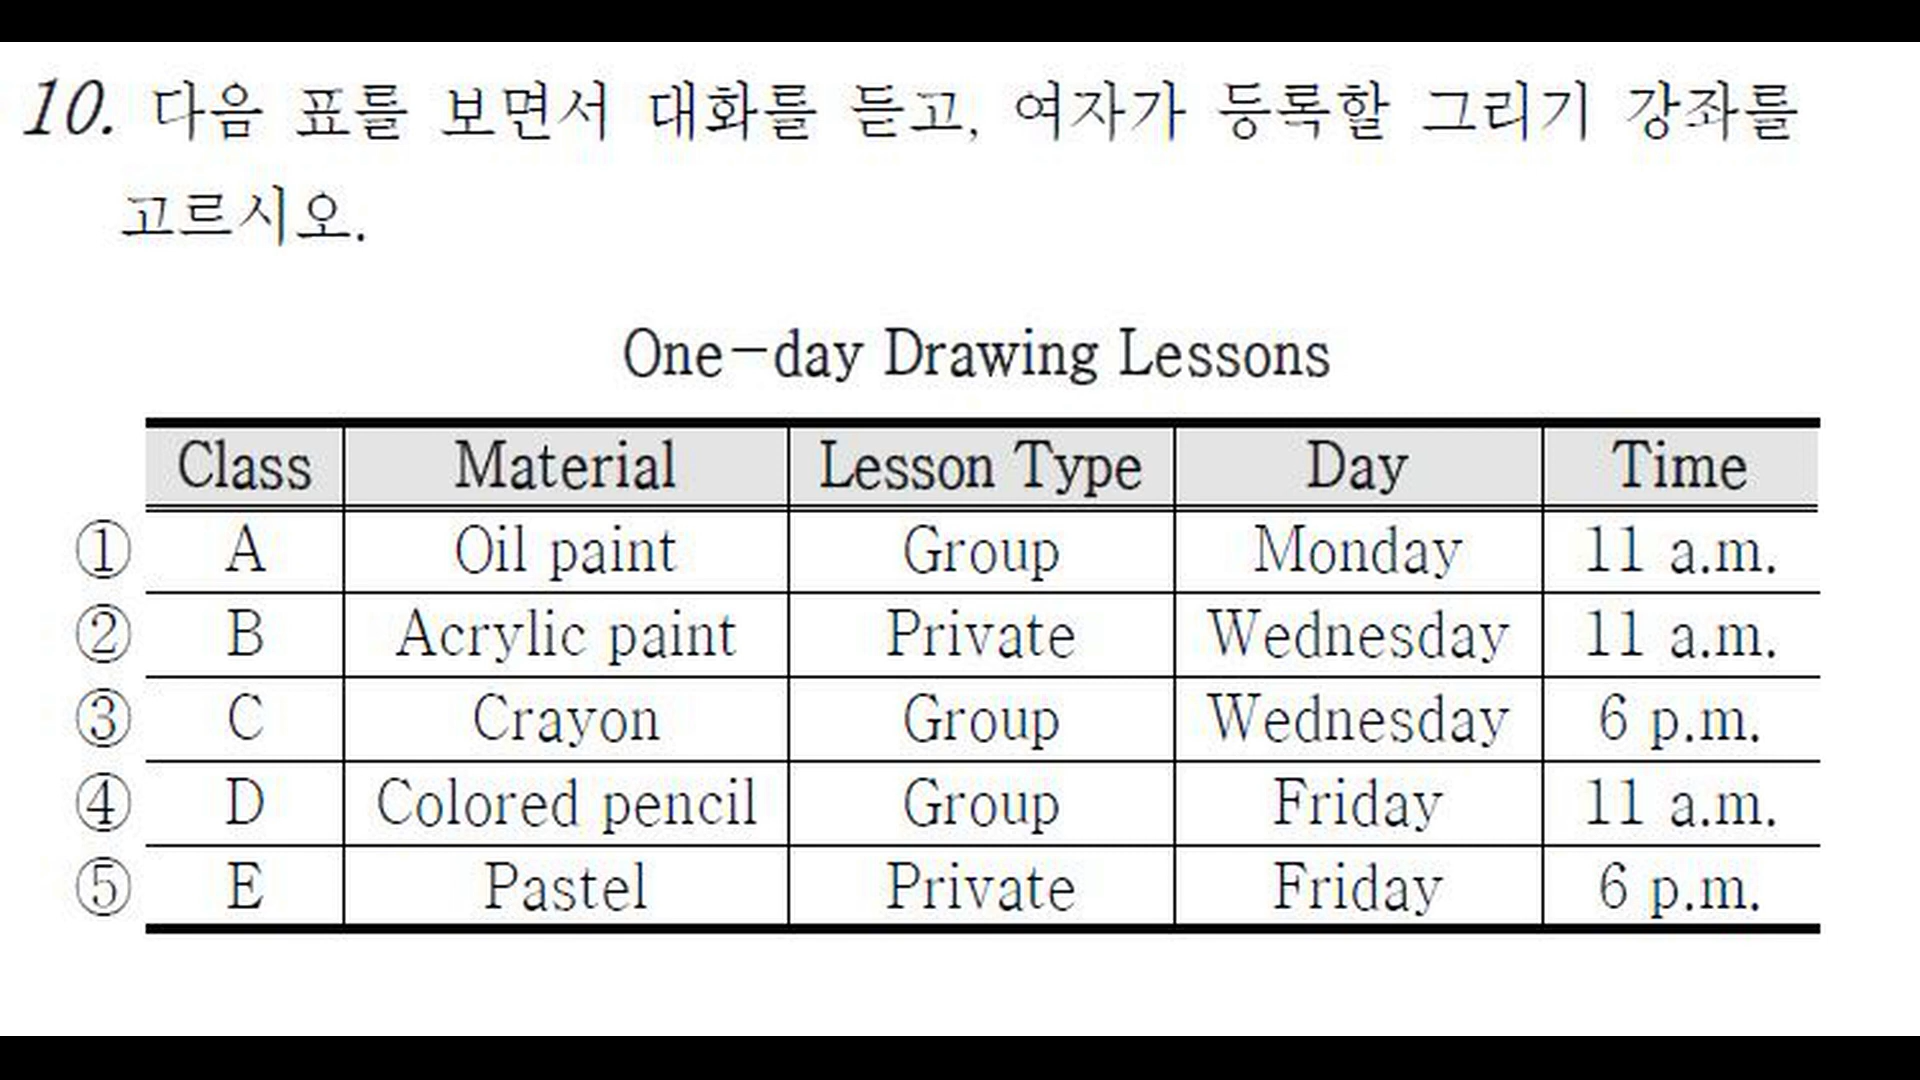 10. 다음 표를 보면서 대화를 듣고, 여자가 등록할 그리기 강좌를
고르시오.
One-day Drawing Lessons
Class Material Lesson Type Day Time
① A Oil paint Group Monday 11 a.m.
② B Acrylic paint Private Wednesday 11 a.m.
③ C Crayon Group Wednesday 6 p.m.
④ D Colored pencil Group Friday 11 a.m.
⑤ E Pastel Private Friday 6 p.m.